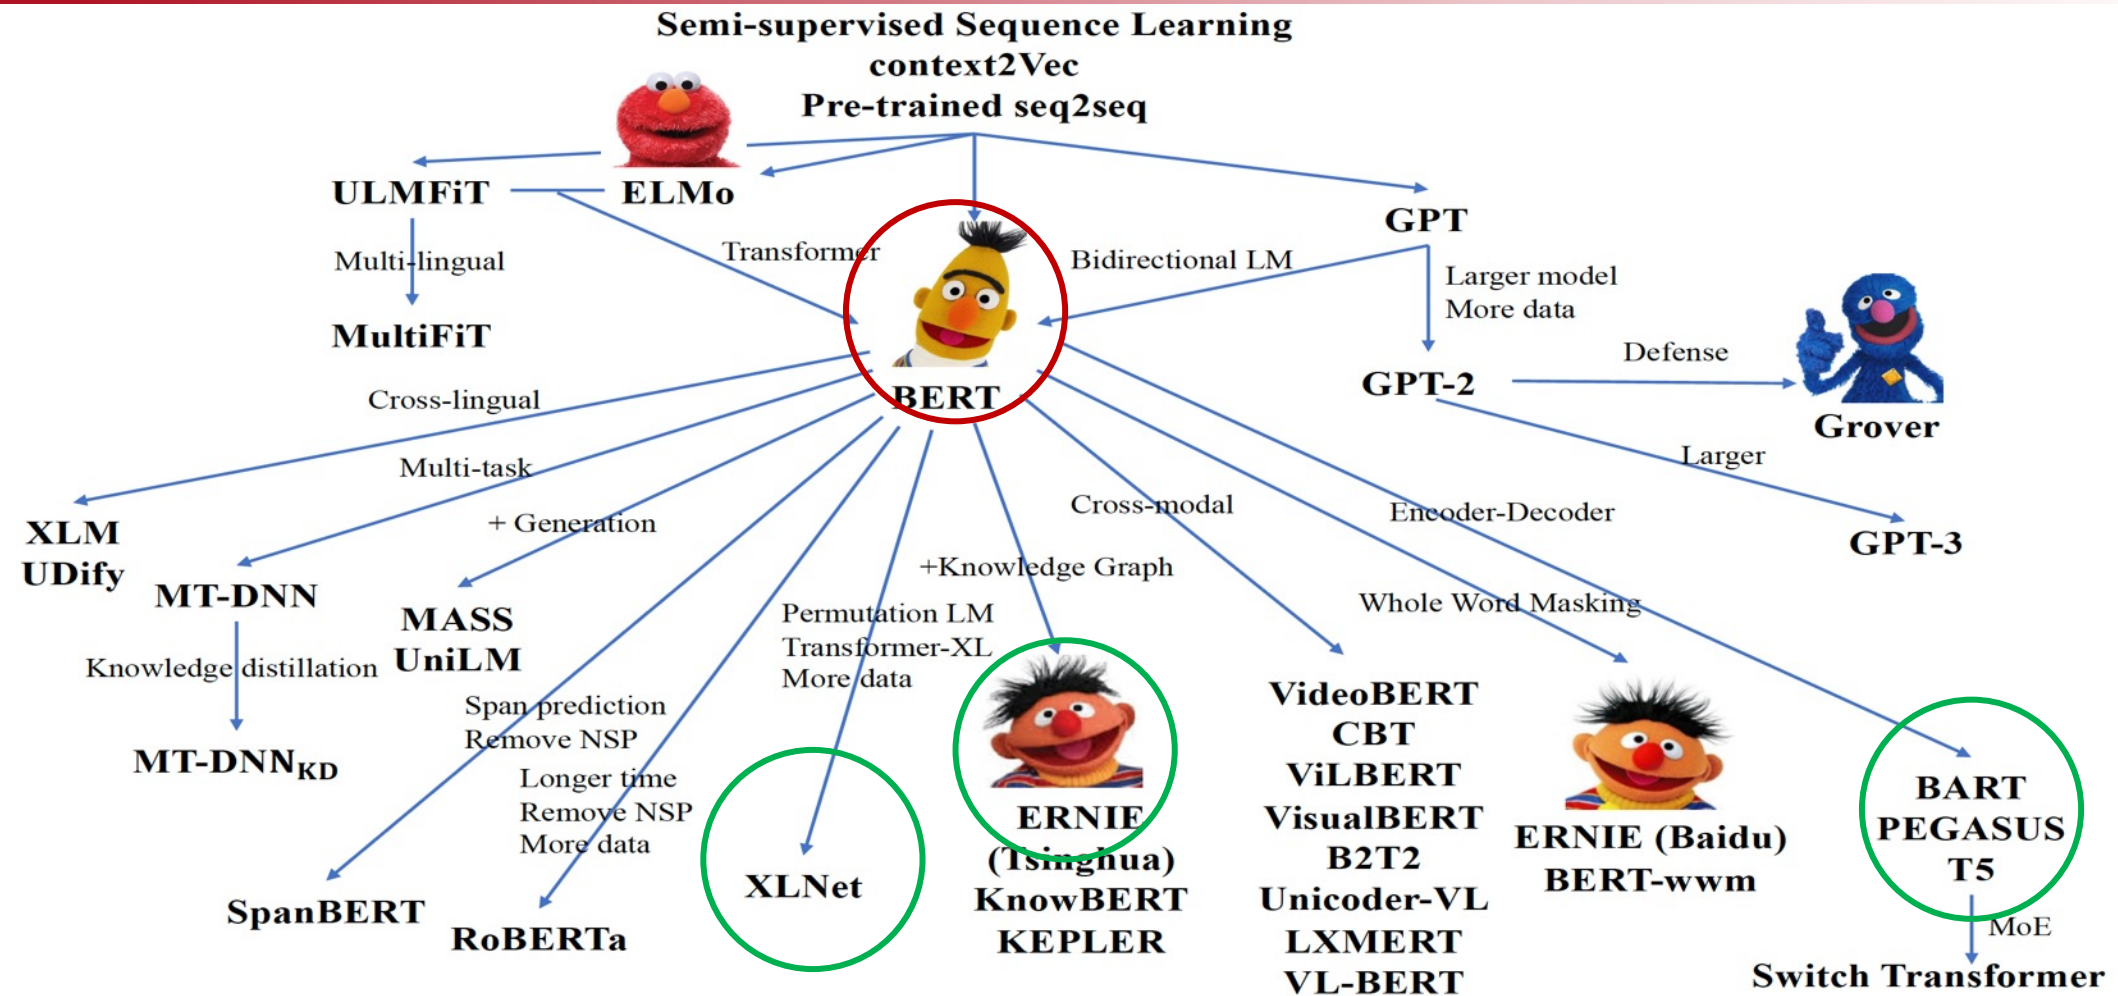 Semi-supervised Sequence Learning
context2Vec
Pre-trained seq2seq
ULMFiT
ELMo
GPT
Multi-lingual
Transformer
Bidirectional LM
Larger model
More data
MultiFiT
BERT
GPT-2
Defense
Grover
Larger
GPT-3
Cross-lingual
Multi-task
+ Generation
Cross-modal
Encoder-Decoder
+Knowledge Graph
Whole Word Masking
XLM
UDify
MT-DNN
MASS
UniLM
Knowledge distillation
MT-DNNKD
Span prediction
Remove NSP
Longer time
Remove NSP
More data
Permutation LM
Transformer-XL
More data
SpanBERT
RoBERTa
XLNet
ERNIE
(Tsinghua)
KnowBERT
KEPLER
VideoBERT
CBT
ViLBERT
VisualBERT
B2T2
Unicoder-VL
LXMERT
VL-BERT
ERNIE (Baidu)
BERT-wwm
BART
PEGASUS
T5
MoE
Switch Transformer